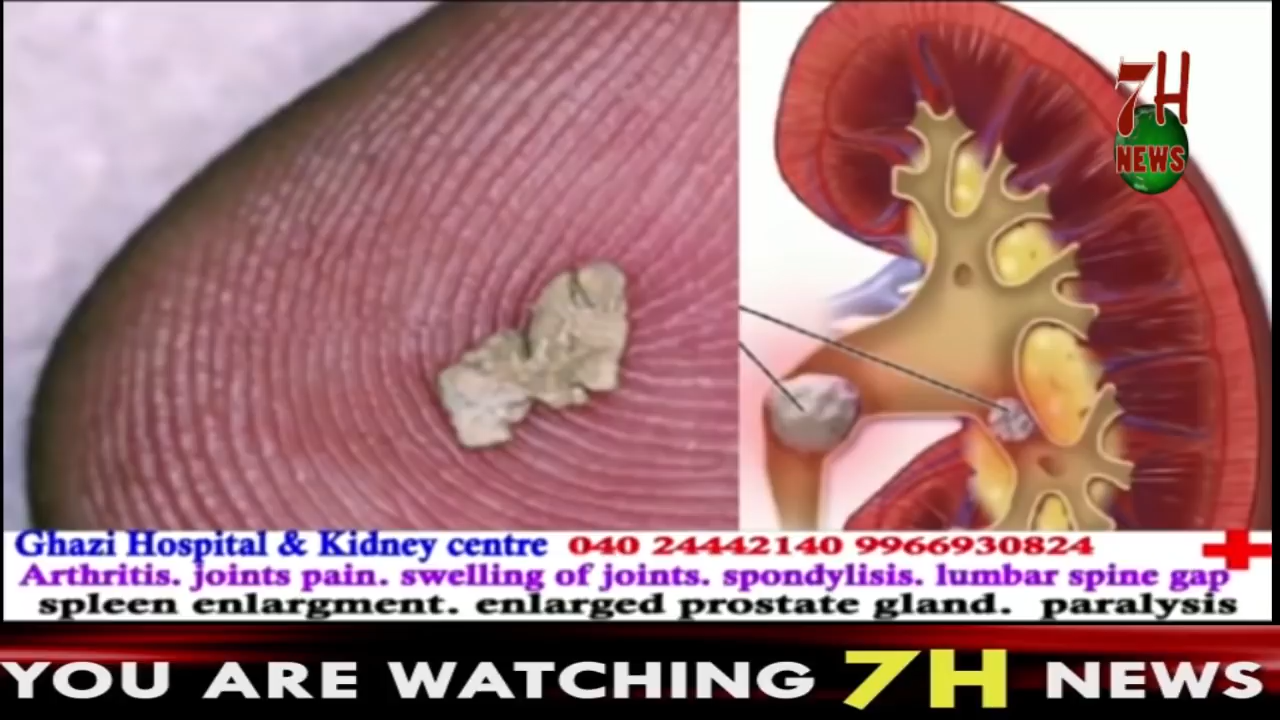 7H
NEWS
Ghazi Hospital & Kidney centre 040 24442140 9966930824
Arthritis. joints pain. swelling of joints. spondylisis. lumbar spine gap
spleen enlargment. enlarged prostate gland. paralysis
YOU ARE WATCHING 7H NEWS